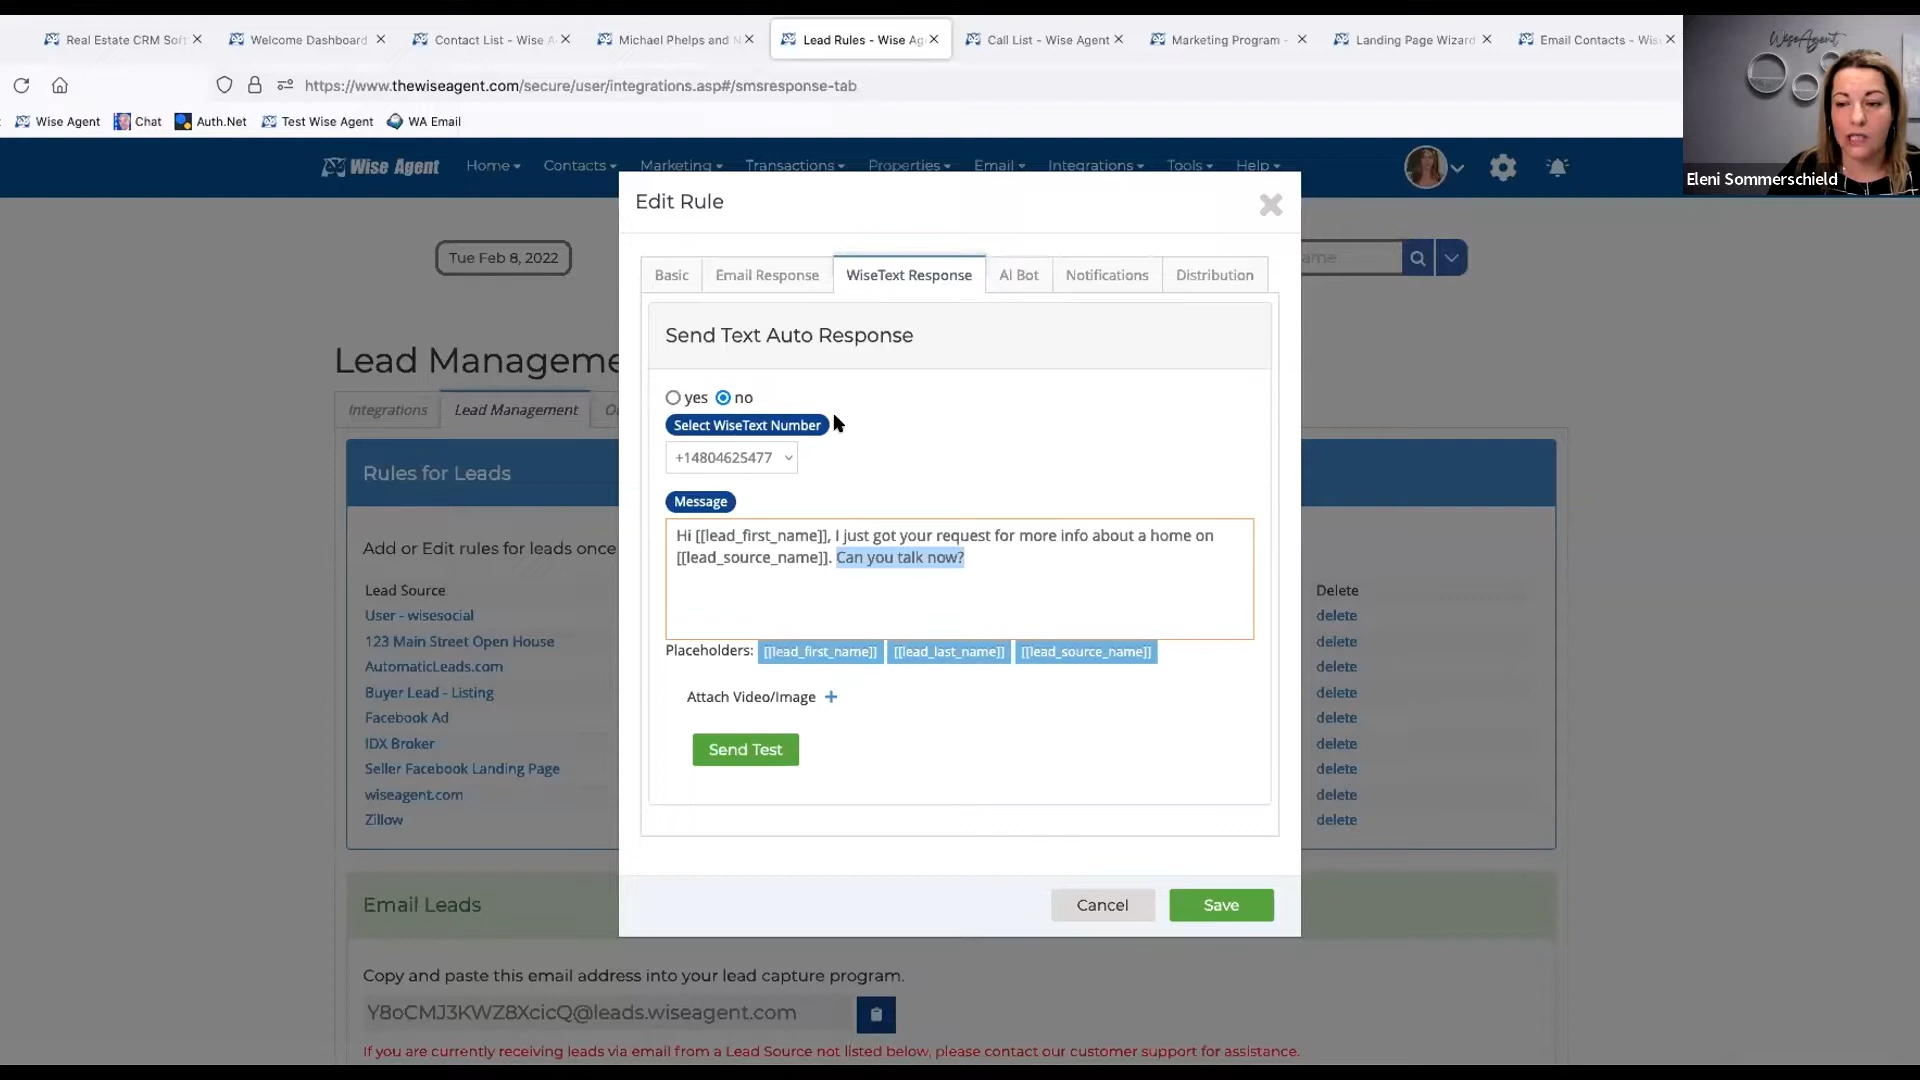 Real Estate CRM Soft
Welcome Dashboard
Contact List - Wise A
Michael Phelps and N
Lead Rules - Wise Ag
Call List - Wise Agent
Marketing Program -
Landing Page Wizard
Email Contacts - Wis
WiseAgent
https://www.thewiseagent.com/secure/user/integrations.asp#/smsresponse-tab
Wise Agent
Chat
Auth.Net
Test Wise Agent
WA Email
Eleni Sommerschield
Wise Agent
Home
Contacts
Marketing
Transactions
Properties
Email
Integrations
Tools
Help
Edit Rule
Tue Feb 8, 2022
ame
Basic
Email Response
WiseText Response
AI Bot
Notifications
Distribution
Send Text Auto Response
Lead Manageme
yes
no
Integrations
Lead Management
Select WiseText Number
+14804625477
Rules for Leads
Message
Hi [[lead_first_name]], I just got your request for more info about a home on
[[lead_source_name]]. Can you talk now?
Add or Edit rules for leads once
Lead Source
Delete
User - wisesocial
delete
123 Main Street Open House
delete
Placeholders: [[lead_first_name]] [[lead_last_name]] [[lead_source_name]]
AutomaticLeads.com
delete
Buyer Lead - Listing
delete
Attach Video/Image +
Facebook Ad
delete
IDX Broker
delete
Send Test
Seller Facebook Landing Page
delete
wiseagent.com
delete
Zillow
delete
Cancel
Save
Email Leads
Copy and paste this email address into your lead capture program.
Y8oCMJ3KWZ8XcicQ@leads.wiseagent.com
If you are currently receiving leads via email from a Lead Source not listed below, please contact our customer support for assistance.